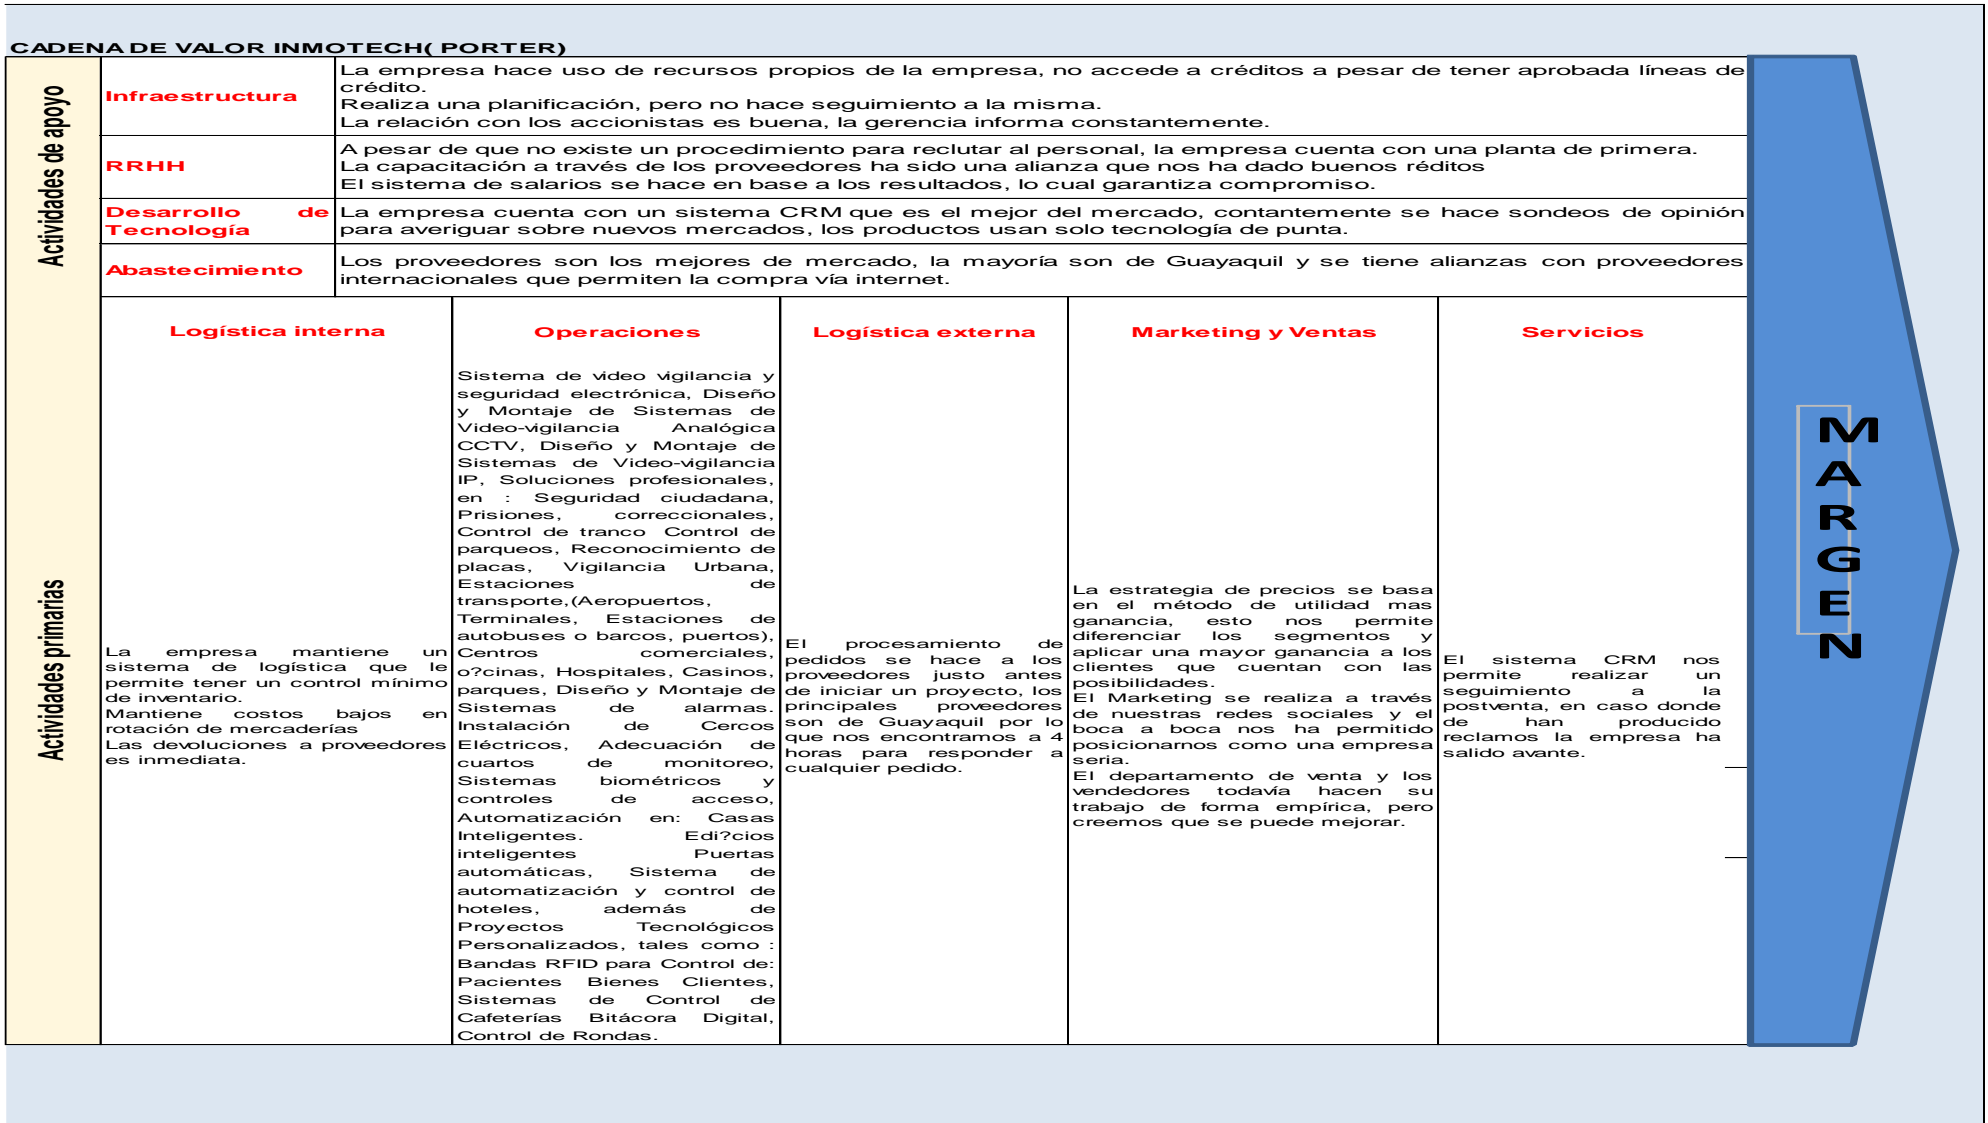 CADENA DE VALOR INMOTECH( PORTER)
Actividades de apoyo
Infraestructura
La empresa hace uso de recursos propios de la empresa, no accede a créditos a pesar de tener aprobada líneas de
crédito.
Realiza una planificación, pero no hace seguimiento a la misma.
La relación con los accionistas es buena, la gerencia informa constantemente.
RRHH
A pesar de que no existe un procedimiento para reclutar al personal, la empresa cuenta con una planta de primera.
La capacitación a través de los proveedores ha sido una alianza que nos ha dado buenos réditos
El sistema de salarios se hace en base a los resultados, lo cual garantiza compromiso.
Desarrollo de
Tecnología
La empresa cuenta con un sistema CRM que es el mejor del mercado, contantemente se hace sondeos de opinión
para averiguar sobre nuevos mercados, los productos usan solo tecnología de punta.
Abastecimiento
Los proveedores son los mejores de mercado, la mayoría son de Guayaquil y se tiene alianzas con proveedores
internacionales que permiten la compra vía internet.
Actividades primarias
Logística interna
La empresa mantiene un
sistema de logística que le
permite tener un control mínimo
de inventario.
Mantiene costos bajos en
rotación de mercaderías
Las devoluciones a proveedores
es inmediata.
Operaciones
Sistema de video vigilancia y
seguridad electrónica, Diseño
y Montaje de Sistemas de
Video-vigilancia Analógica
CCTV, Diseño y Montaje de
Sistemas de Video-vigilancia
IP, Soluciones profesionales,
en : Seguridad ciudadana,
Prisiones, correccionales,
Control de tranco Control de
parqueos, Reconocimiento de
placas, Vigilancia Urbana,
Estaciones de
transporte,(Aeropuertos,
Terminales, Estaciones de
autobuses o barcos, puertos),
Centros comerciales,
o?cinas, Hospitales, Casinos,
parques, Diseño y Montaje de
Sistemas de alarmas.
Instalación de Cercos
Eléctricos, Adecuación de
cuartos de monitoreo,
Sistemas biométricos y
controles de acceso,
Automatización en: Casas
Inteligentes. Edi?cios
inteligentes Puertas
automáticas, Sistema de
automatización y control de
hoteles, además de
Proyectos Tecnológicos
Personalizados, tales como :
Bandas RFID para Control de:
Pacientes Bienes Clientes,
Sistemas de Control de
Cafeterías Bitácora Digital,
Control de Rondas.
Logística externa
El procesamiento de
pedidos se hace a los
proveedores justo antes
de iniciar un proyecto, los
principales proveedores
son de Guayaquil por lo
que nos encontramos a 4
horas para responder a
cualquier pedido.
Marketing y Ventas
La estrategia de precios se basa
en el método de utilidad mas
ganancia, esto nos permite
diferenciar los segmentos y
aplicar una mayor ganancia a los
clientes que cuentan con las
posibilidades.
El Marketing se realiza a través
de nuestras redes sociales y el
boca a boca nos ha permitido
posicionarnos como una empresa
seria.
El departamento de venta y los
vendedores todavía hacen su
trabajo de forma empírica, pero
creemos que se puede mejorar.
Servicios
El sistema CRM nos
permite realizar un
seguimiento a la
postventa, en caso donde
de han producido
reclamos la empresa ha
salido avante.
MARGEN